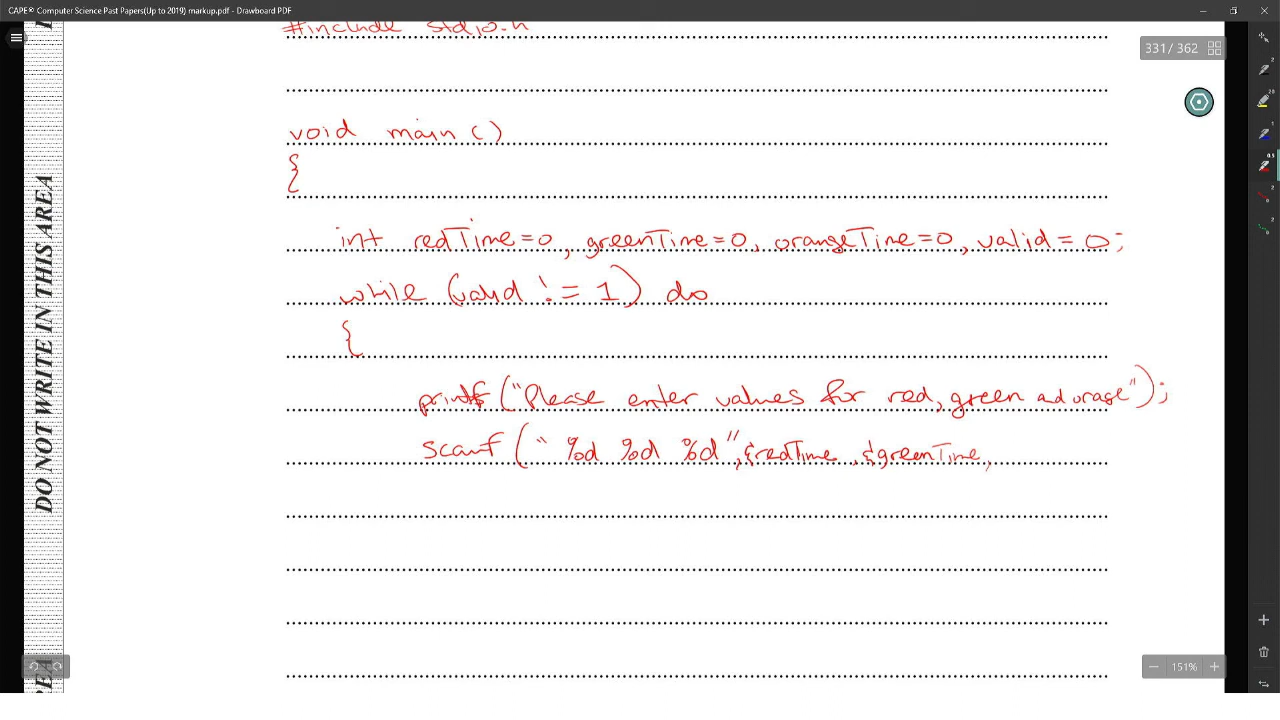 CAPE® Computer Science Past Papers(Up to 2019) markup.pdf - Drawboard PDF
#include stdio.h
331 / 362
void main ( )
{
int redTime=0, greenTime=0, orangeTime=0, valid = 0;
while (valid != 1) do
{
printf ("Please enter values for red, green ad orage");
scanf (" %d %d %d", &redTime, &greenTime,
DO NOT WRITE IN THIS AREA
151%